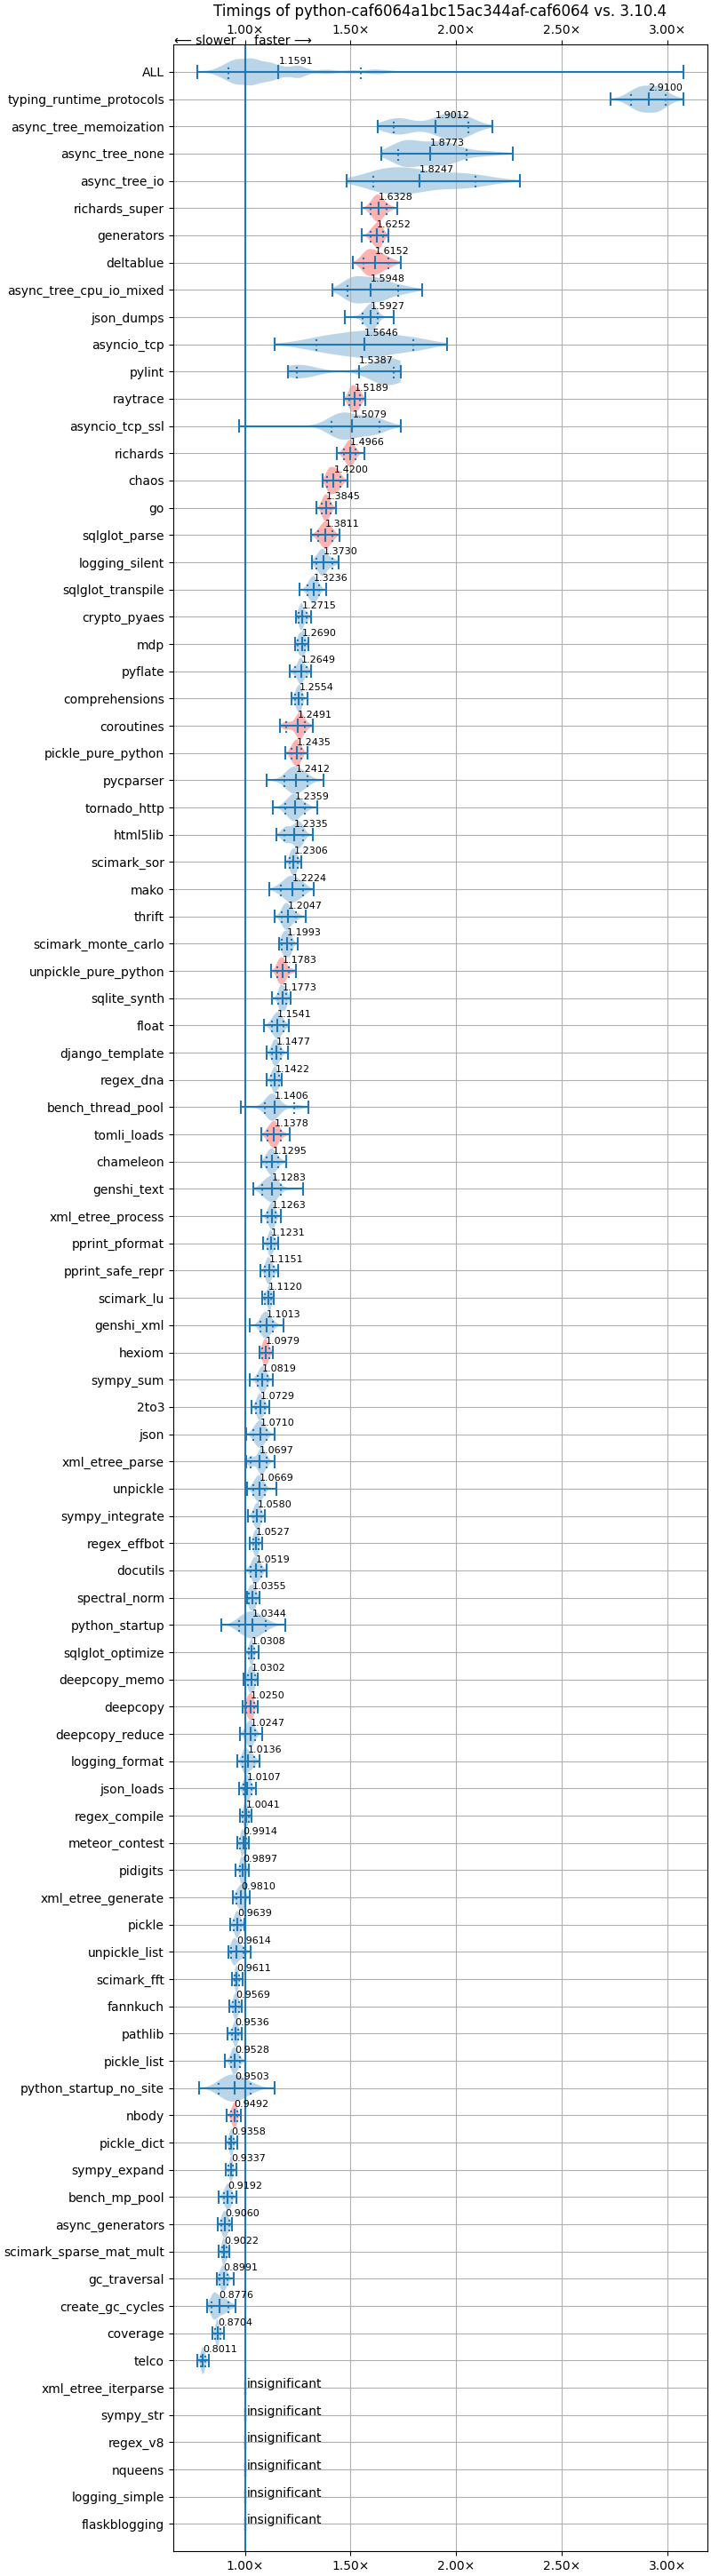 Timings of python-caf6064a1bc15ac344af-caf6064 vs. 3.10.4
1.00× 1.50× 2.00× 2.50× 3.00×
⟵ slower faster ⟶
ALL 1.1591
typing_runtime_protocols 2.9100
async_tree_memoization 1.9012
async_tree_none 1.8773
async_tree_io 1.8247
richards_super 1.6328
generators 1.6252
deltablue 1.6152
async_tree_cpu_io_mixed 1.5948
json_dumps 1.5927
asyncio_tcp 1.5646
pylint 1.5387
raytrace 1.5189
asyncio_tcp_ssl 1.5079
richards 1.4966
chaos 1.4200
go 1.3845
sqlglot_parse 1.3811
logging_silent 1.3730
sqlglot_transpile 1.3236
crypto_pyaes 1.2715
mdp 1.2690
pyflate 1.2649
comprehensions 1.2554
coroutines 1.2491
pickle_pure_python 1.2435
pycparser 1.2412
tornado_http 1.2359
html5lib 1.2335
scimark_sor 1.2306
mako 1.2224
thrift 1.2047
scimark_monte_carlo 1.1993
unpickle_pure_python 1.1783
sqlite_synth 1.1773
float 1.1541
django_template 1.1477
regex_dna 1.1422
bench_thread_pool 1.1406
tomli_loads 1.1378
chameleon 1.1295
genshi_text 1.1283
xml_etree_process 1.1263
pprint_pformat 1.1231
pprint_safe_repr 1.1151
scimark_lu 1.1120
genshi_xml 1.1013
hexiom 1.0979
sympy_sum 1.0819
2to3 1.0729
json 1.0710
xml_etree_parse 1.0697
unpickle 1.0669
sympy_integrate 1.0580
regex_effbot 1.0527
docutils 1.0519
spectral_norm 1.0355
python_startup 1.0344
sqlglot_optimize 1.0308
deepcopy_memo 1.0302
deepcopy 1.0250
deepcopy_reduce 1.0247
logging_format 1.0136
json_loads 1.0107
regex_compile 1.0041
meteor_contest 0.9914
pidigits 0.9897
xml_etree_generate 0.9810
pickle 0.9639
unpickle_list 0.9614
scimark_fft 0.9611
fannkuch 0.9569
pathlib 0.9536
pickle_list 0.9528
python_startup_no_site 0.9503
nbody 0.9492
pickle_dict 0.9358
sympy_expand 0.9337
bench_mp_pool 0.9192
async_generators 0.9060
scimark_sparse_mat_mult 0.9022
gc_traversal 0.8991
create_gc_cycles 0.8776
coverage 0.8704
telco 0.8011
xml_etree_iterparse insignificant
sympy_str insignificant
regex_v8 insignificant
nqueens insignificant
logging_simple insignificant
flaskblogging insignificant
1.00× 1.50× 2.00× 2.50× 3.00×